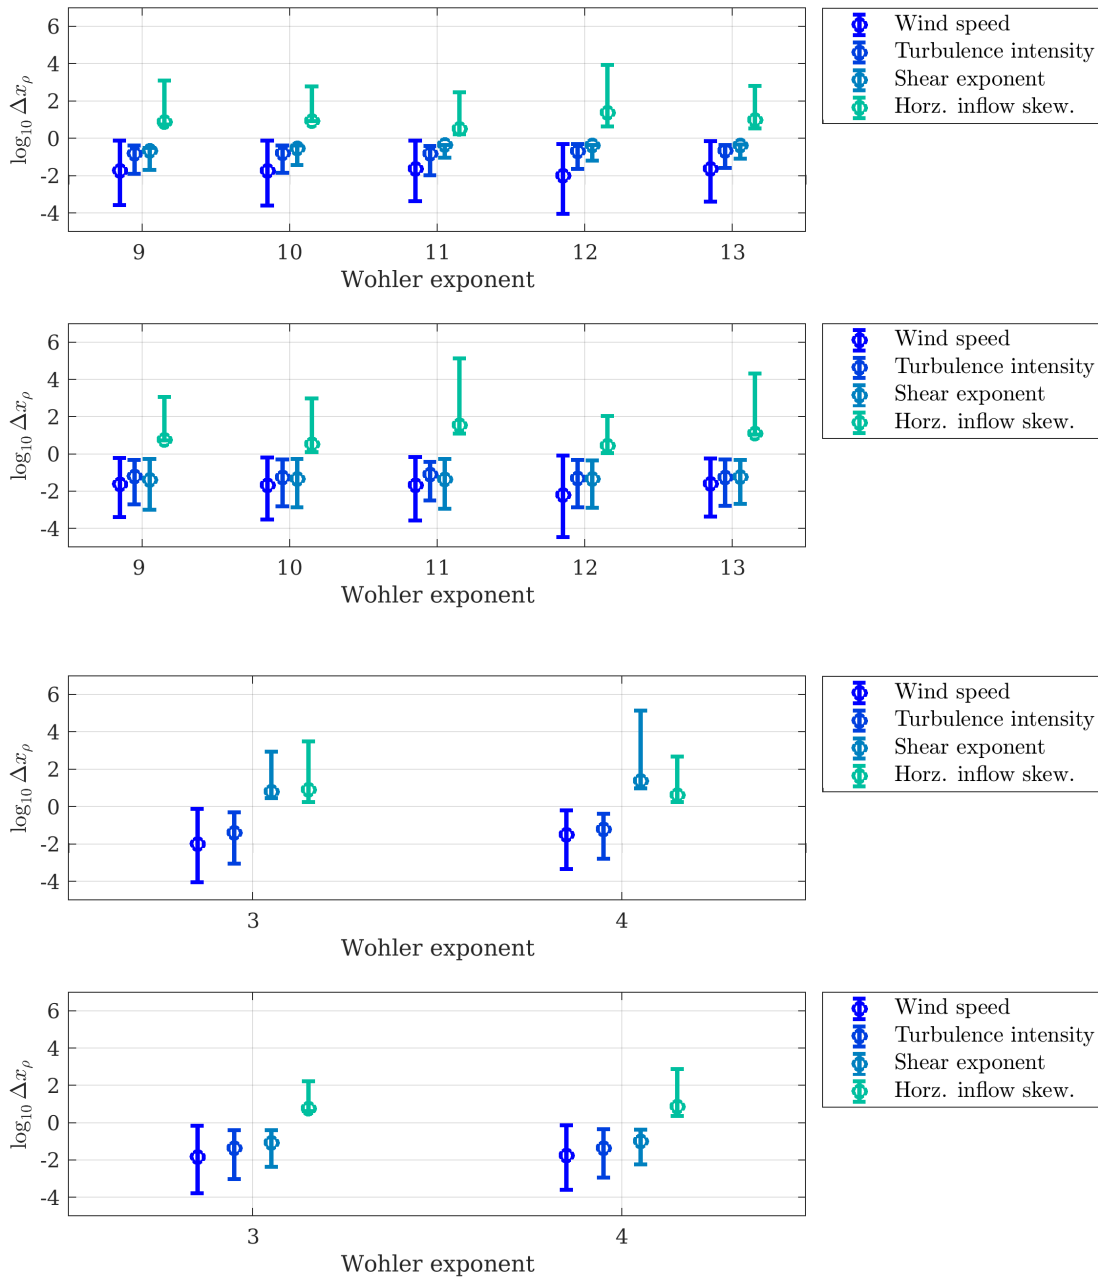 6
4
2
0
-2
-4
log10 Δxρ
9 10 11 12 13
Wohler exponent
Wind speed
Turbulence intensity
Shear exponent
Horz. inflow skew.
6
4
2
0
-2
-4
log10 Δxρ
9 10 11 12 13
Wohler exponent
Wind speed
Turbulence intensity
Shear exponent
Horz. inflow skew.
6
4
2
0
-2
-4
log10 Δxρ
3 4
Wohler exponent
Wind speed
Turbulence intensity
Shear exponent
Horz. inflow skew.
6
4
2
0
-2
-4
log10 Δxρ
3 4
Wohler exponent
Wind speed
Turbulence intensity
Shear exponent
Horz. inflow skew.